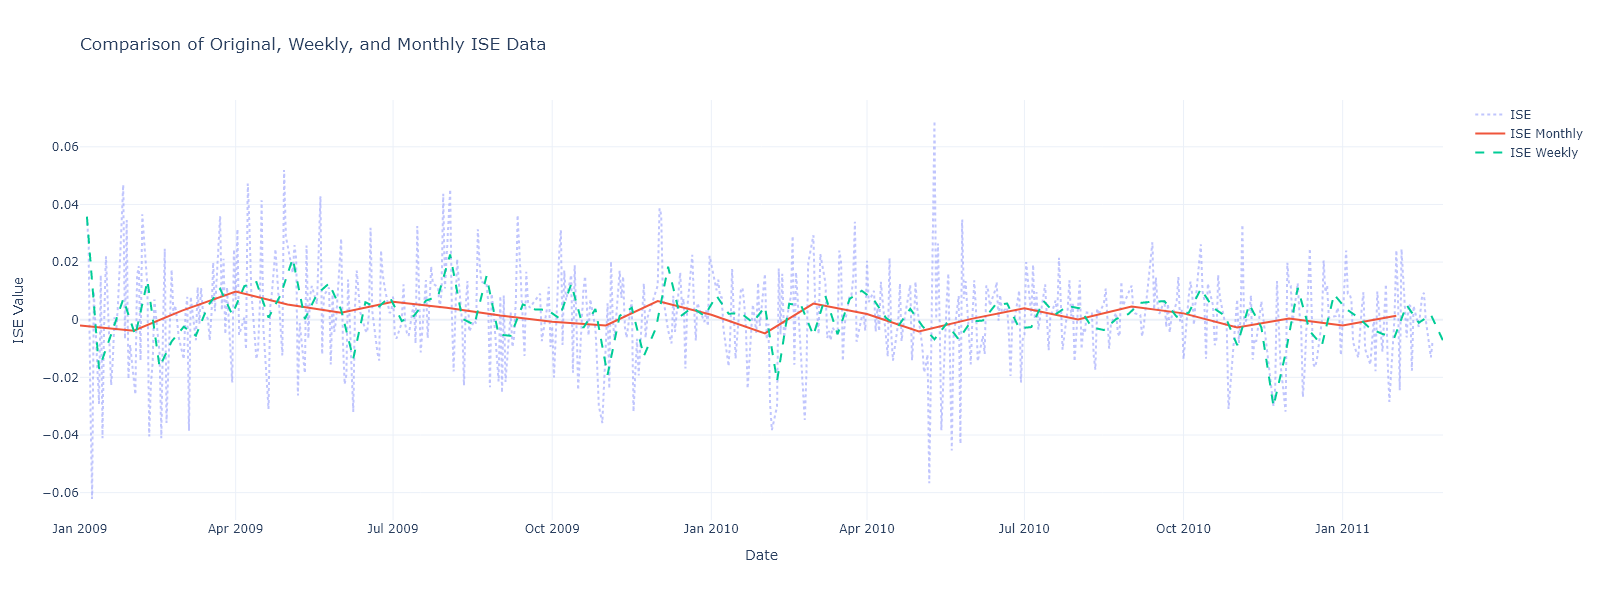 Comparison of Original, Weekly, and Monthly ISE Data
ISE
ISE Monthly
ISE Weekly
0.06
0.04
0.02
0
−0.02
−0.04
−0.06
ISE Value
Jan 2009
Apr 2009
Jul 2009
Oct 2009
Jan 2010
Apr 2010
Jul 2010
Oct 2010
Jan 2011
Date